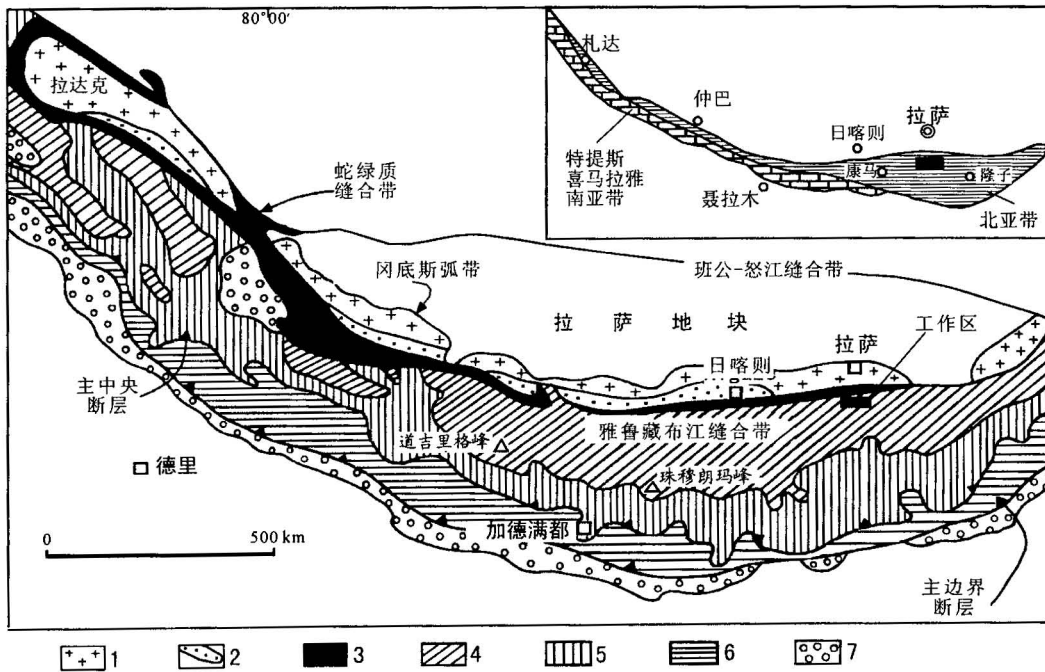 80°00′
拉达克
蛇绿质
缝合带
冈底斯弧带
札达
仲巴
日喀则
拉萨
特提斯
喜马拉雅
南亚带
康马
隆子
聂拉木
北亚带
班公-怒江缝合带
拉 萨 地 块
工作区
日喀则
拉萨
主中央
断层
雅鲁藏布江缝合带
道吉里格峰
珠穆朗玛峰
德里
加德满都
0
500 km
主边界
断层
1
2
3
4
5
6
7